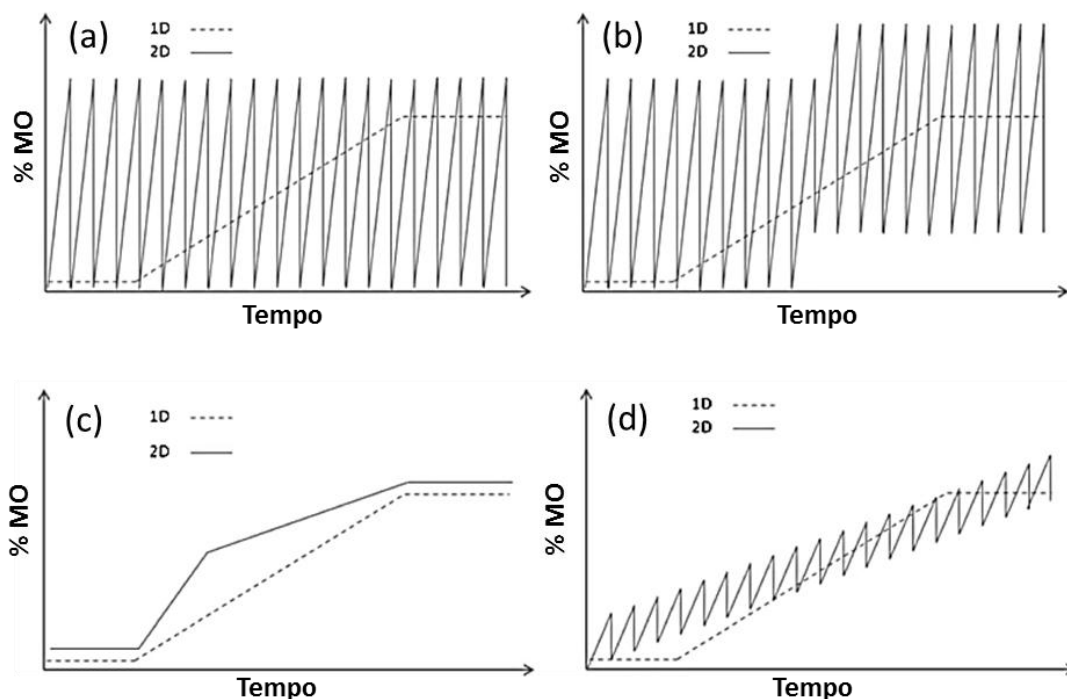 (a)
1D
2D
% MO
Tempo
(b)
1D
2D
% MO
Tempo
(c)
1D
2D
% MO
Tempo
(d)
1D
2D
% MO
Tempo